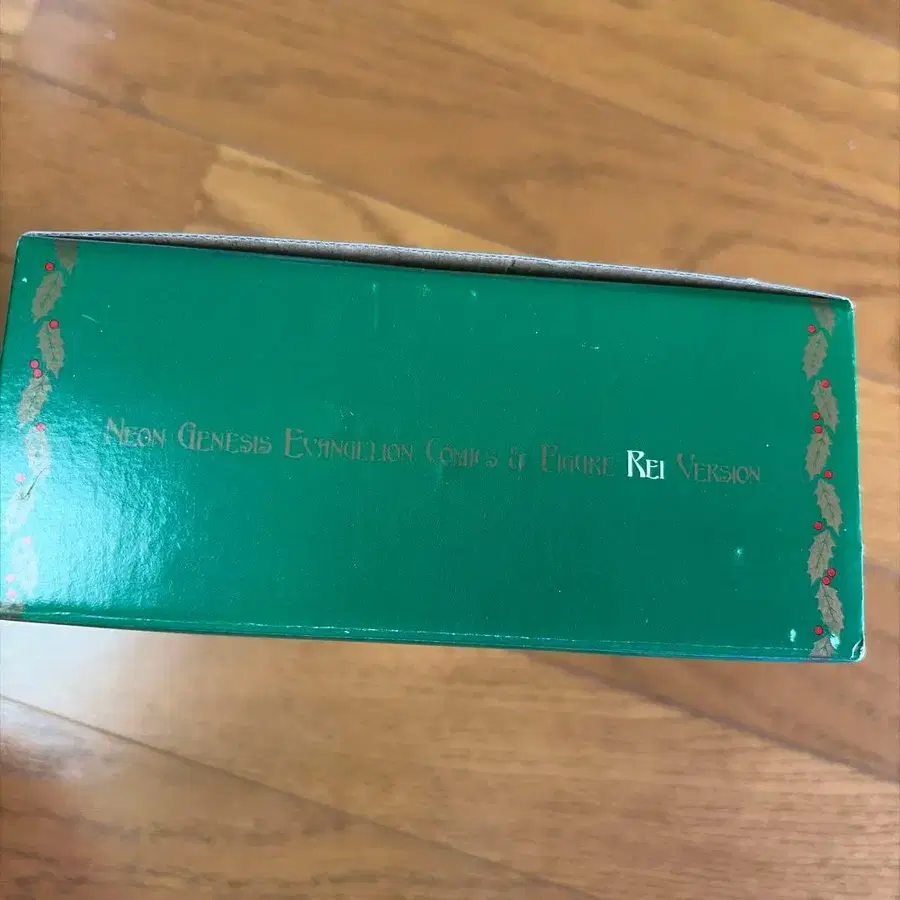 NEON GENESIS EVANGELION COMICS & FIGURE REI VERSION